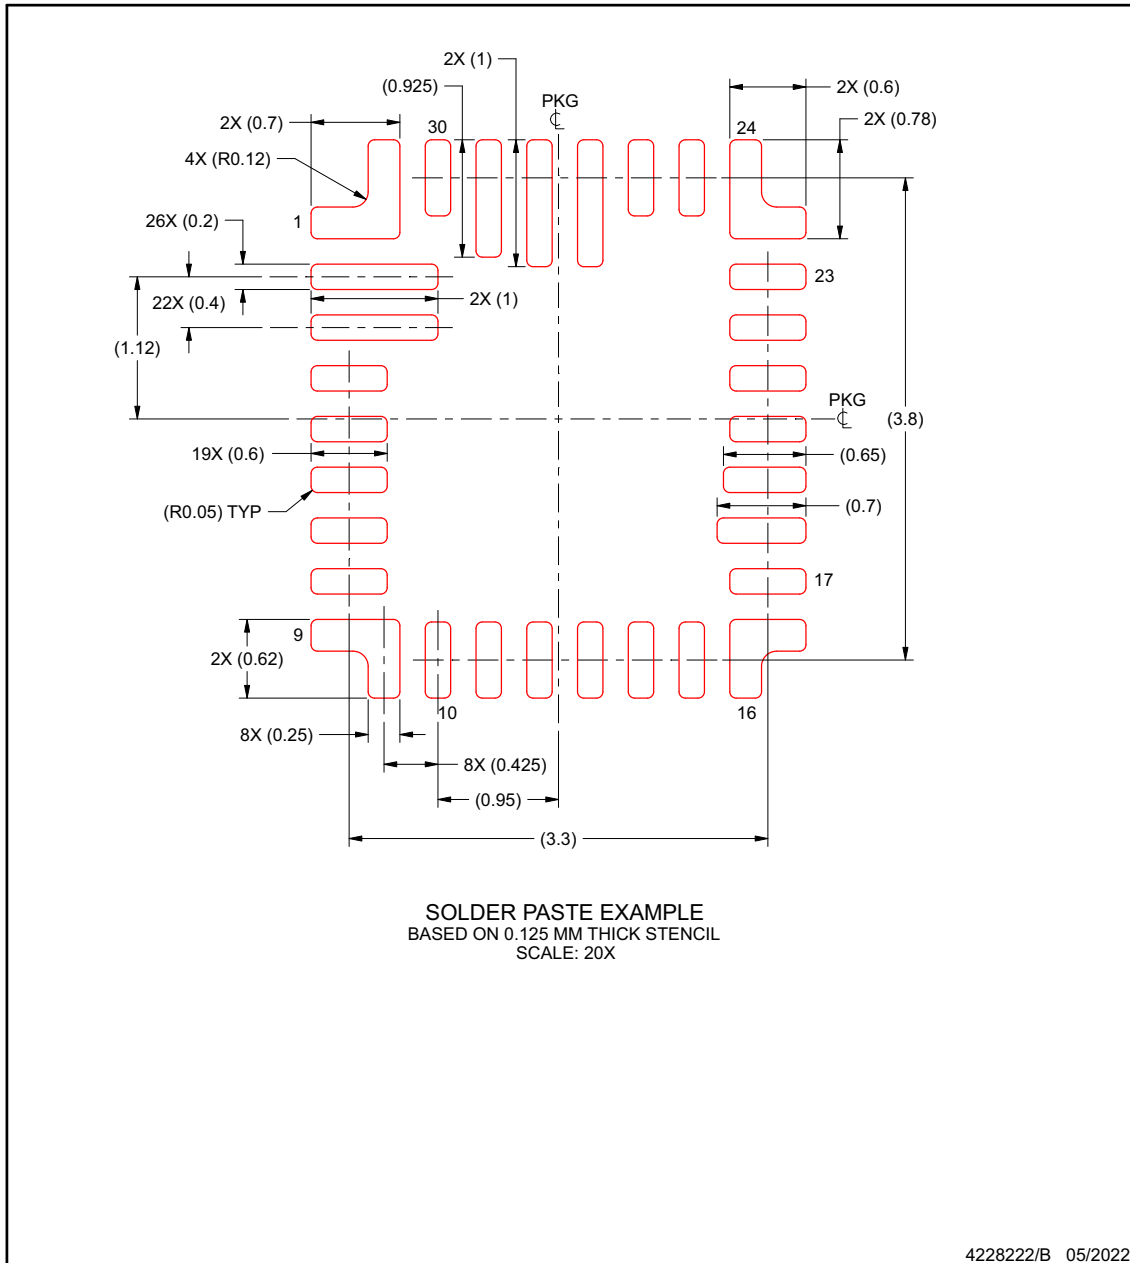 2X (1)
(0.925)
2X (0.6)
PKG
℄
2X (0.7)
30
24
2X (0.78)
4X (R0.12)
1
26X (0.2)
23
22X (0.4)
2X (1)
(1.12)
PKG
℄
(3.8)
19X (0.6)
(0.65)
(R0.05) TYP
(0.7)
17
9
2X (0.62)
10
16
8X (0.25)
8X (0.425)
(0.95)
(3.3)
SOLDER PASTE EXAMPLE
BASED ON 0.125 MM THICK STENCIL
SCALE: 20X
4228222/B 05/2022